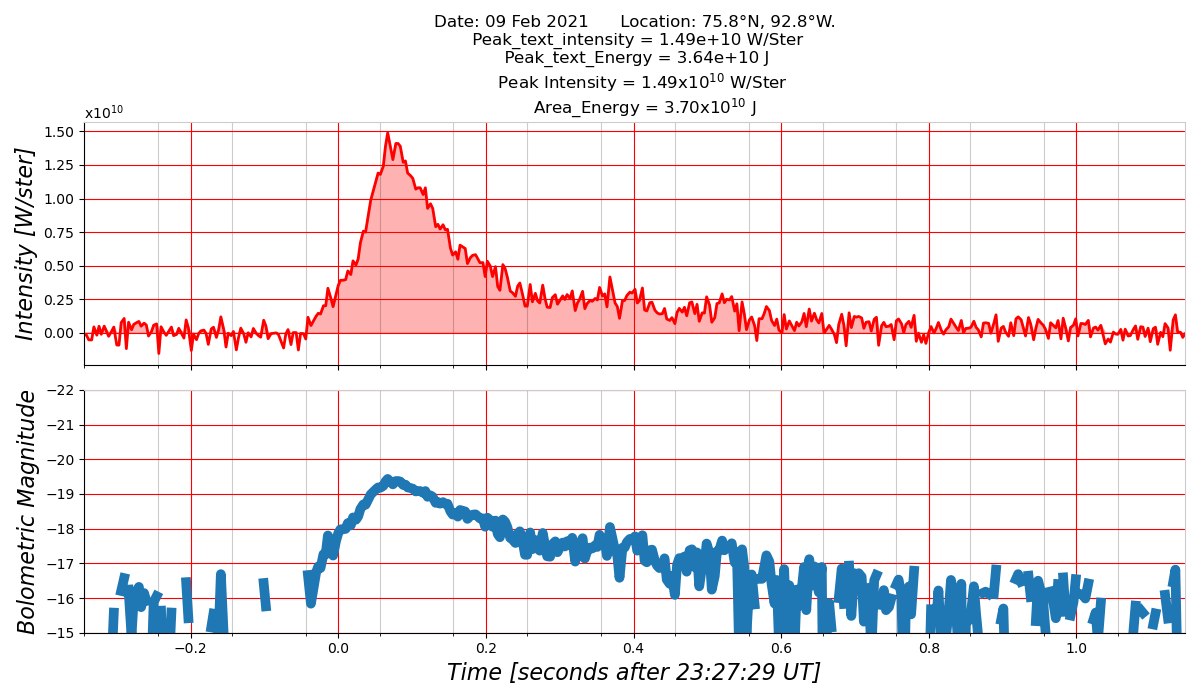 Date: 09 Feb 2021      Location: 75.8°N, 92.8°W.
Peak_text_intensity = 1.49e+10 W/Ster
Peak_text_Energy = 3.64e+10 J
Peak Intensity = 1.49x10¹⁰ W/Ster
Area_Energy = 3.70x10¹⁰ J
x10¹⁰
1.50
1.25
1.00
0.75
0.50
0.25
0.00
Intensity [W/ster]
−22
−21
−20
−19
−18
−17
−16
−15
Bolometric Magnitude
−0.2 0.0 0.2 0.4 0.6 0.8 1.0
Time [seconds after 23:27:29 UT]